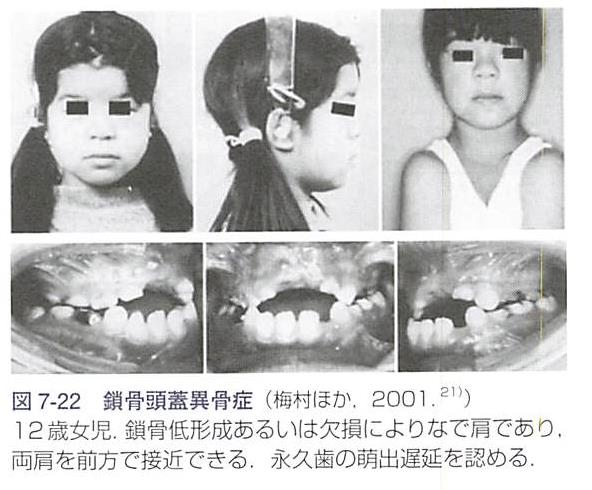 図7-22 鎖骨頭蓋異骨症（梅村ほか，2001.21)）
12歳女児．鎖骨低形成あるいは欠損によりなで肩であり，
両肩を前方で接近できる．永久歯の萌出遅延を認める．